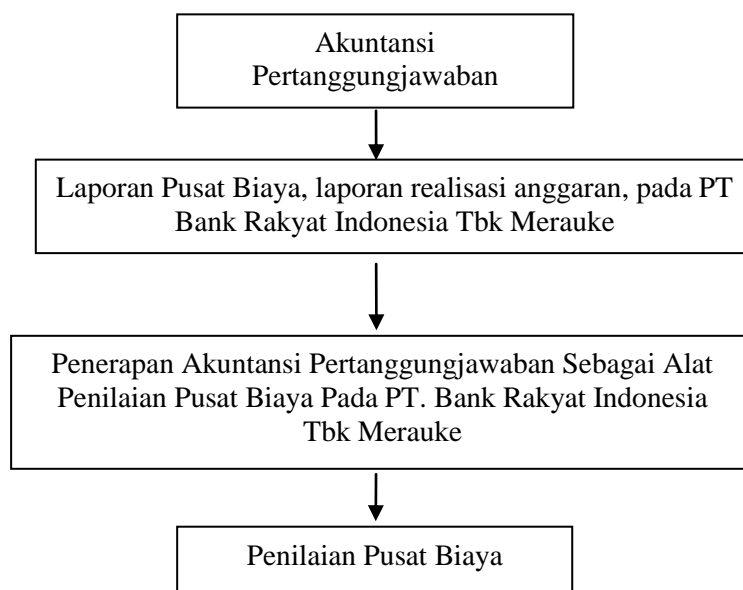 Akuntansi
Pertanggungjawaban
Laporan Pusat Biaya, laporan realisasi anggaran, pada PT
Bank Rakyat Indonesia Tbk Merauke
Penerapan Akuntansi Pertanggungjawaban Sebagai Alat
Penilaian Pusat Biaya Pada PT. Bank Rakyat Indonesia
Tbk Merauke
Penilaian Pusat Biaya